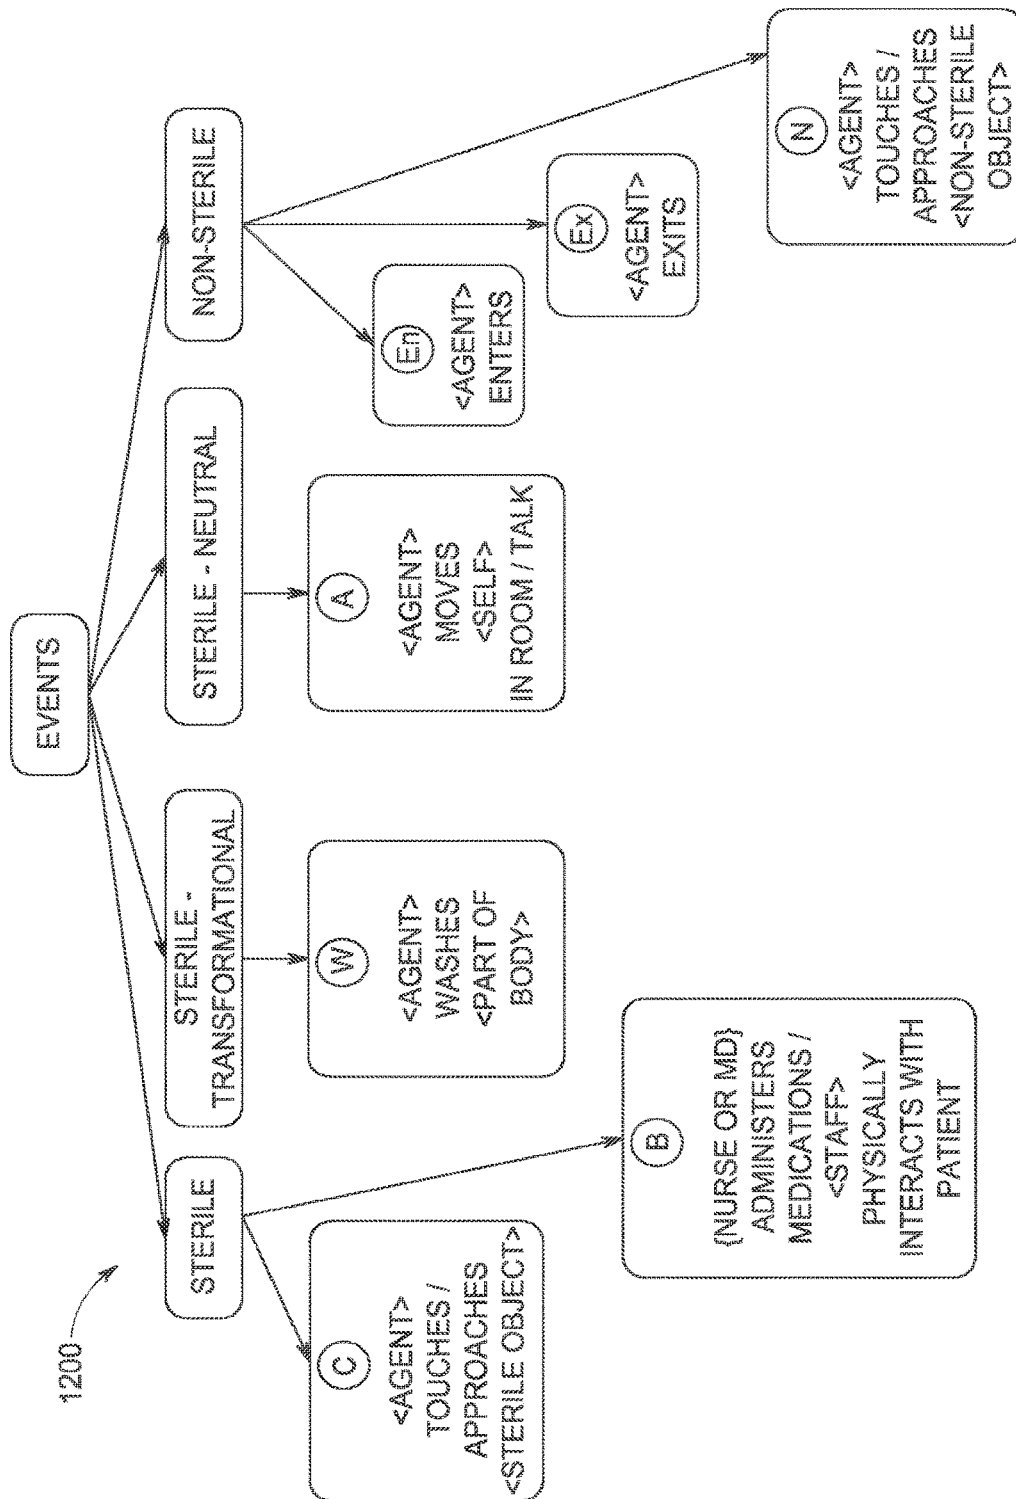 1200
EVENTS
STERILE
STERILE -
TRANSFORMATIONAL
STERILE - NEUTRAL
NON-STERILE
C
<AGENT>
TOUCHES /
APPROACHES
<STERILE OBJECT>
B
{NURSE OR MD}
ADMINISTERS
MEDICATIONS /
<STAFF>
PHYSICALLY
INTERACTS WITH
PATIENT
W
<AGENT>
WASHES
<PART OF
BODY>
A
<AGENT>
MOVES
<SELF>
IN ROOM / TALK
En
<AGENT>
ENTERS
Ex
<AGENT>
EXITS
N
<AGENT>
TOUCHES /
APPROACHES
<NON-STERILE
OBJECT>